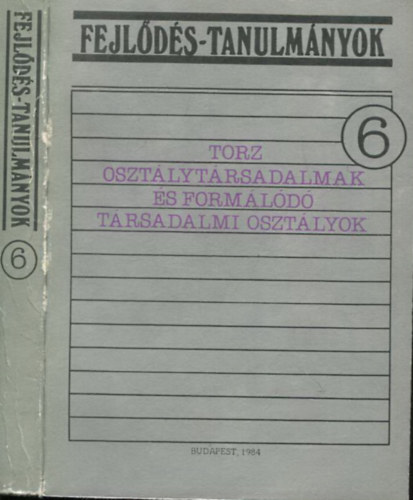 FEJLŐDÉS-TANULMÁNYOK
6
FEJLŐDÉS-TANULMÁNYOK
6
TORZ
OSZTÁLYTÁRSADALMAK
ÉS FORMÁLÓDÓ
TÁRSADALMI OSZTÁLYOK
BUDAPEST, 1984